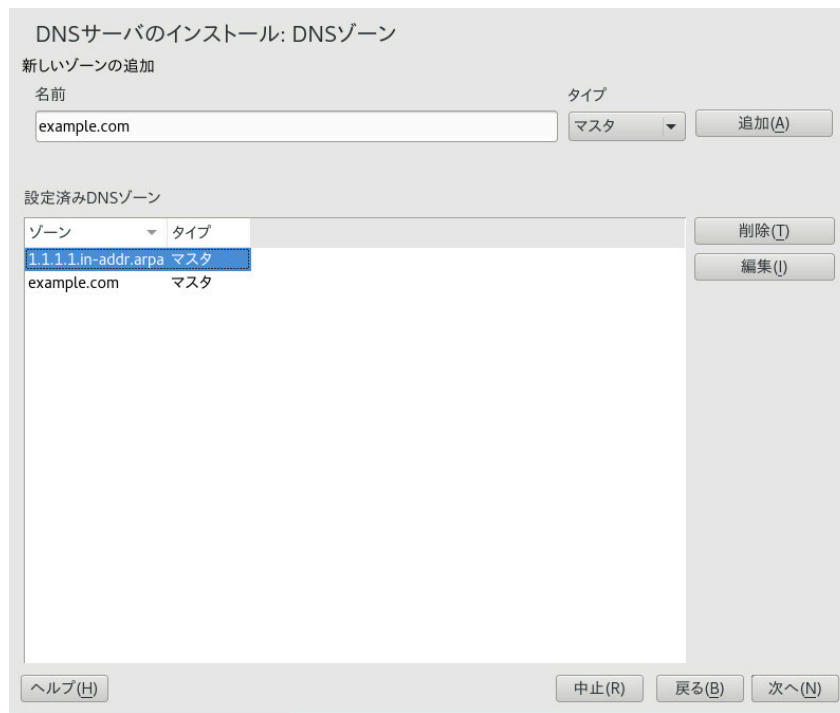 DNSサーバのインストール: DNSゾーン
新しいゾーンの追加
名前 タイプ
example.com マスタ 追加(A)
設定済みDNSゾーン
ゾーン タイプ 削除(T)
1.1.1.1.in-addr.arpa マスタ 編集(I)
example.com マスタ
ヘルプ(H) 中止(R) 戻る(B) 次へ(N)